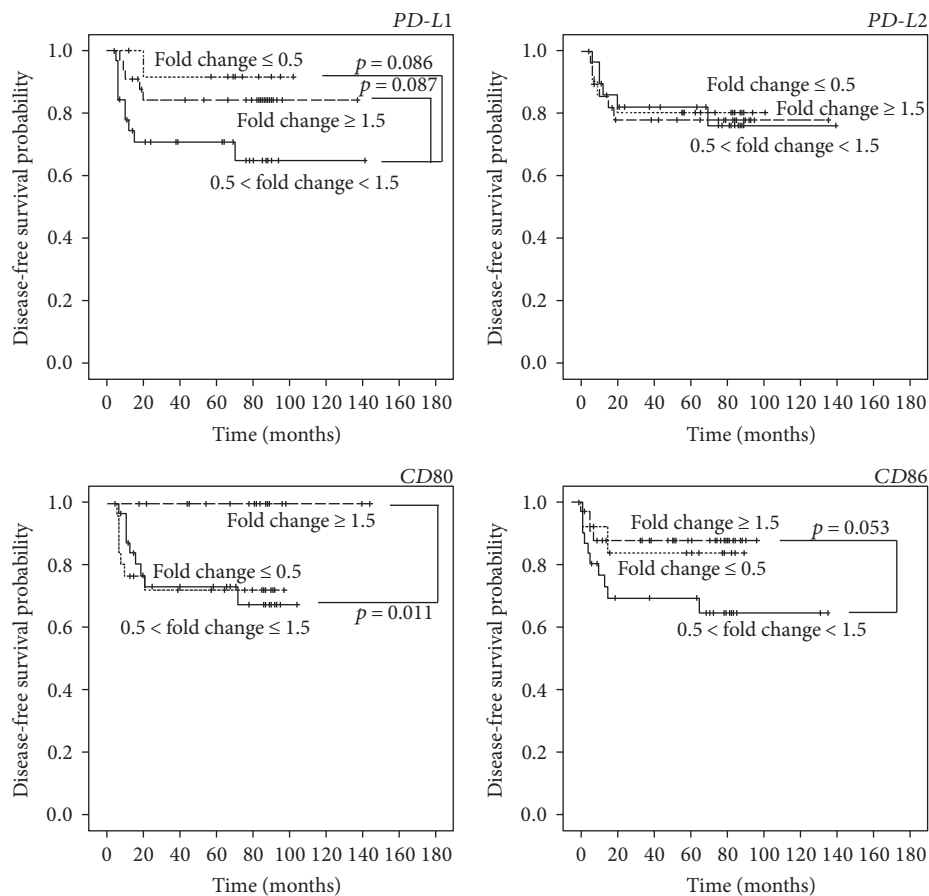 PD-L1
1.0
0.8
0.6
0.4
0.2
0.0
Disease-free survival probability
Fold change ≤ 0.5
p = 0.086
p = 0.087
Fold change ≥ 1.5
0.5 < fold change < 1.5
0 20 40 60 80 100 120 140 160 180
Time (months)
PD-L2
1.0
0.8
0.6
0.4
0.2
0.0
Disease-free survival probability
Fold change ≤ 0.5
Fold change ≥ 1.5
0.5 < fold change < 1.5
0 20 40 60 80 100 120 140 160 180
Time (months)
CD80
1.0
0.8
0.6
0.4
0.2
0.0
Disease-free survival probability
Fold change ≥ 1.5
Fold change ≤ 0.5
p = 0.011
0.5 < fold change ≤ 1.5
0 20 40 60 80 100 120 140 160 180
Time (months)
CD86
1.0
0.8
0.6
0.4
0.2
0.0
Disease-free survival probability
Fold change ≥ 1.5
p = 0.053
Fold change ≤ 0.5
0.5 < fold change < 1.5
0 20 40 60 80 100 120 140 160 180
Time (months)